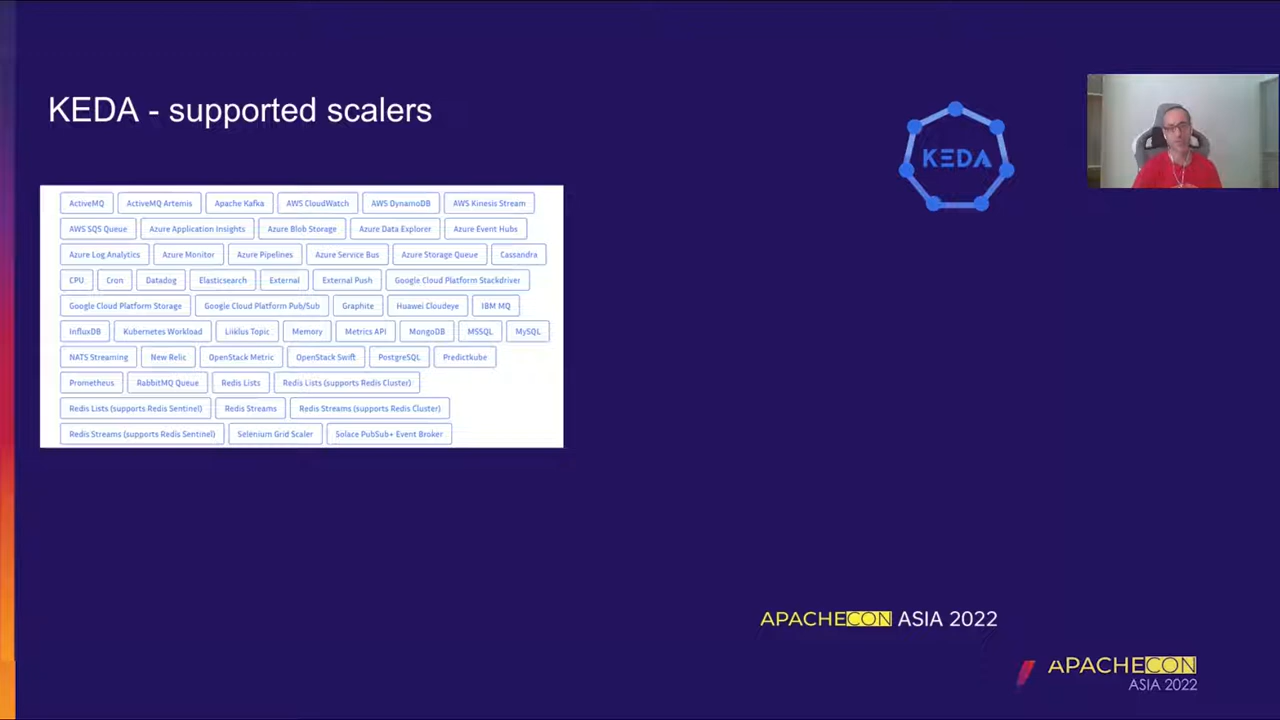 KEDA - supported scalers
KEDA
ActiveMQ ActiveMQ Artemis Apache Kafka AWS CloudWatch AWS DynamoDB AWS Kinesis Stream
AWS SQS Queue Azure Application Insights Azure Blob Storage Azure Data Explorer Azure Event Hubs
Azure Log Analytics Azure Monitor Azure Pipelines Azure Service Bus Azure Storage Queue Cassandra
CPU Cron Datadog Elasticsearch External External Push Google Cloud Platform Stackdriver
Google Cloud Platform Storage Google Cloud Platform Pub/Sub Graphite Huawei Cloudeye IBM MQ
InfluxDB Kubernetes Workload Liiklus Topic Memory Metrics API MongoDB MSSQL MySQL
NATS Streaming New Relic OpenStack Metric OpenStack Swift PostgreSQL Predictkube
Prometheus RabbitMQ Queue Redis Lists Redis Lists (supports Redis Cluster)
Redis Lists (supports Redis Sentinel) Redis Streams Redis Streams (supports Redis Cluster)
Redis Streams (supports Redis Sentinel) Selenium Grid Scaler Solace PubSub+ Event Broker
APACHECON ASIA 2022
APACHECON
ASIA 2022